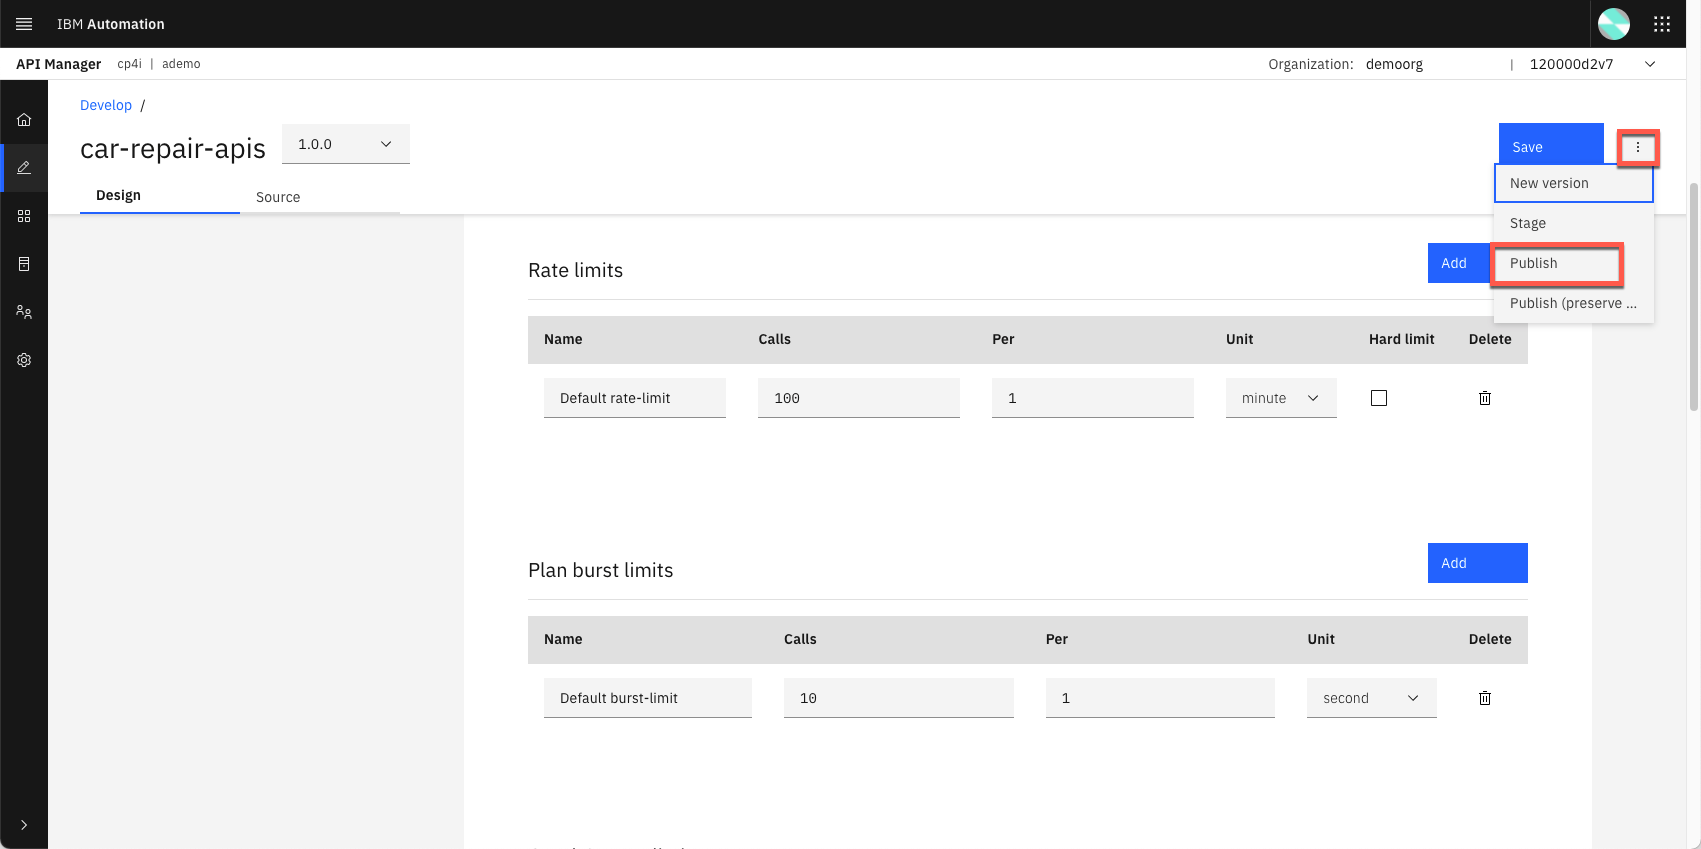 IBM Automation
API Manager cp4i | ademo Organization: demoorg | 120000d2v7
Develop /
car-repair-apis 1.0.0
Save
Design Source
New version
Stage
Publish
Publish (preserve ...
Rate limits
Add
Name Calls Per Unit Hard limit Delete
Default rate-limit 100 1 minute
Plan burst limits
Add
Name Calls Per Unit Delete
Default burst-limit 10 1 second